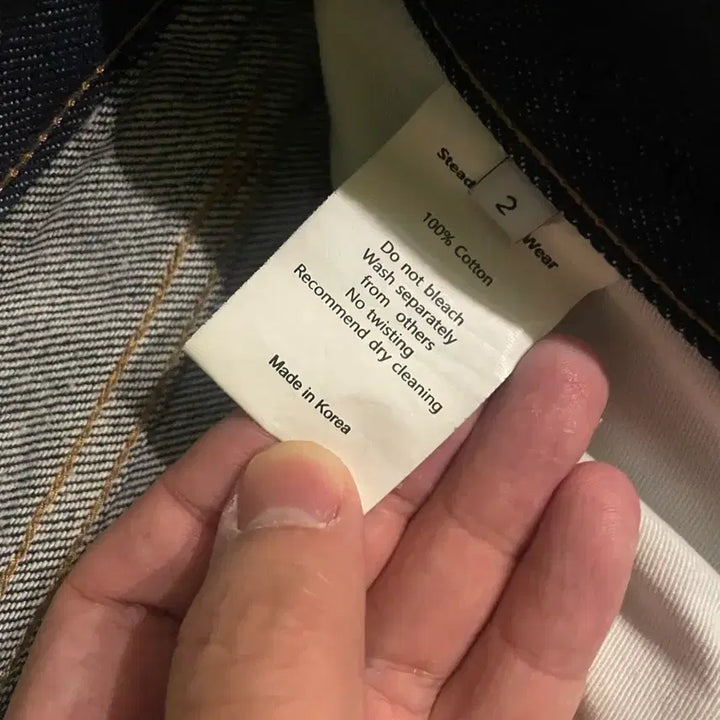 Stead
2
Wear
100% Cotton
Do not bleach
Wash separately
from others
No twisting
Recommend dry cleaning
Made in Korea